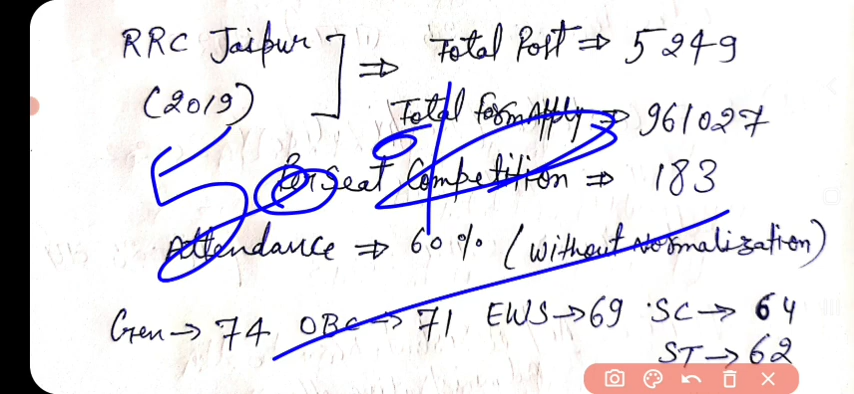 RRC Jaipur ] ⇒ Total Post ⇒ 5249
(2019)
Total Form Apply ⇒ 961027
Per Seat Competition ⇒ 183
50%
Attendance ⇒ 60% (without Normalization)
Gen → 74 OBC → 71 EWS → 69 SC → 64
ST → 62